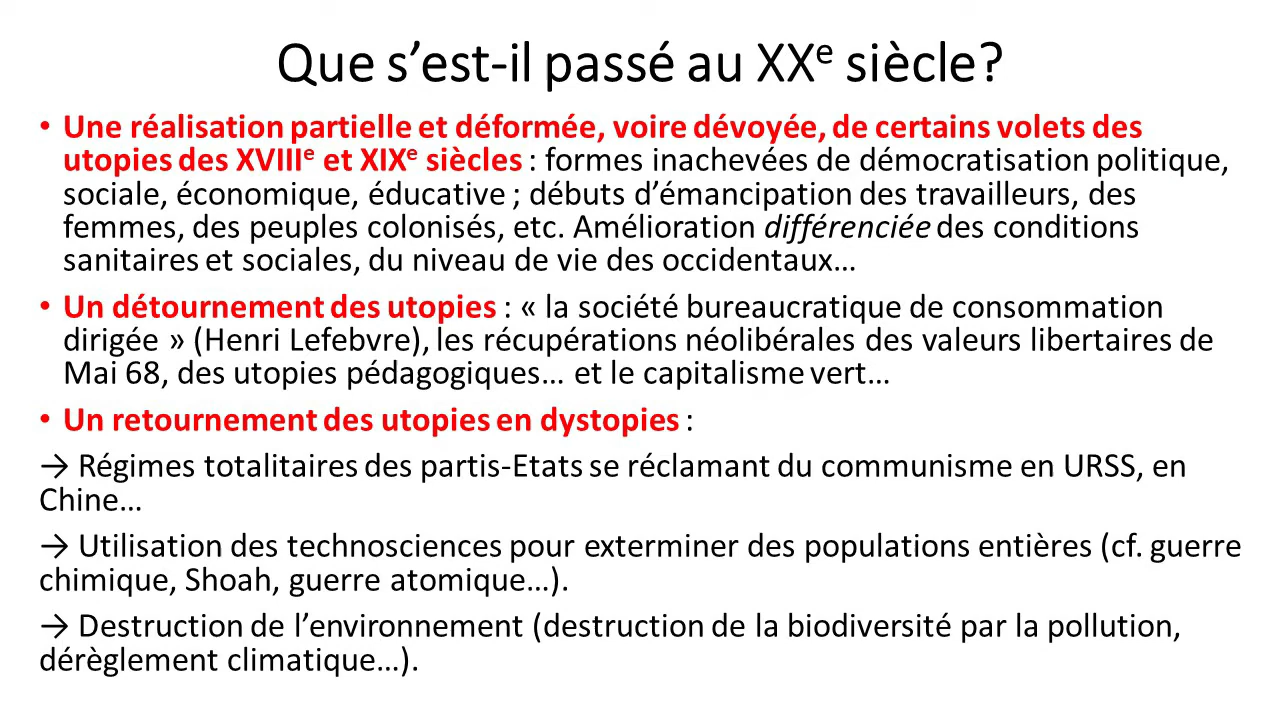 Que s’est-il passé au XXe siècle?
• Une réalisation partielle et déformée, voire dévoyée, de certains volets des
utopies des XVIIIe et XIXe siècles : formes inachevées de démocratisation politique,
sociale, économique, éducative ; débuts d’émancipation des travailleurs, des
femmes, des peuples colonisés, etc. Amélioration différenciée des conditions
sanitaires et sociales, du niveau de vie des occidentaux…
• Un détournement des utopies : « la société bureaucratique de consommation
dirigée » (Henri Lefebvre), les récupérations néolibérales des valeurs libertaires de
Mai 68, des utopies pédagogiques… et le capitalisme vert…
• Un retournement des utopies en dystopies :
→ Régimes totalitaires des partis-Etats se réclamant du communisme en URSS, en
Chine…
→ Utilisation des technosciences pour exterminer des populations entières (cf. guerre
chimique, Shoah, guerre atomique…).
→ Destruction de l’environnement (destruction de la biodiversité par la pollution,
dérèglement climatique…).